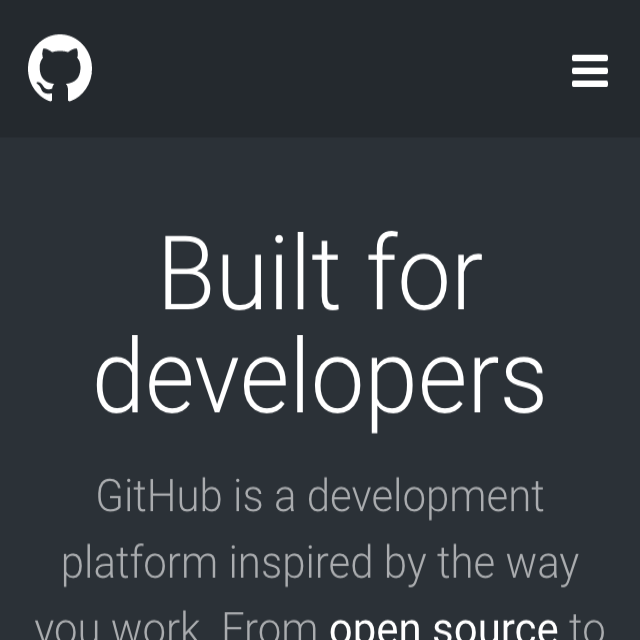 Built for
developers
GitHub is a development
platform inspired by the way
you work. From open source to